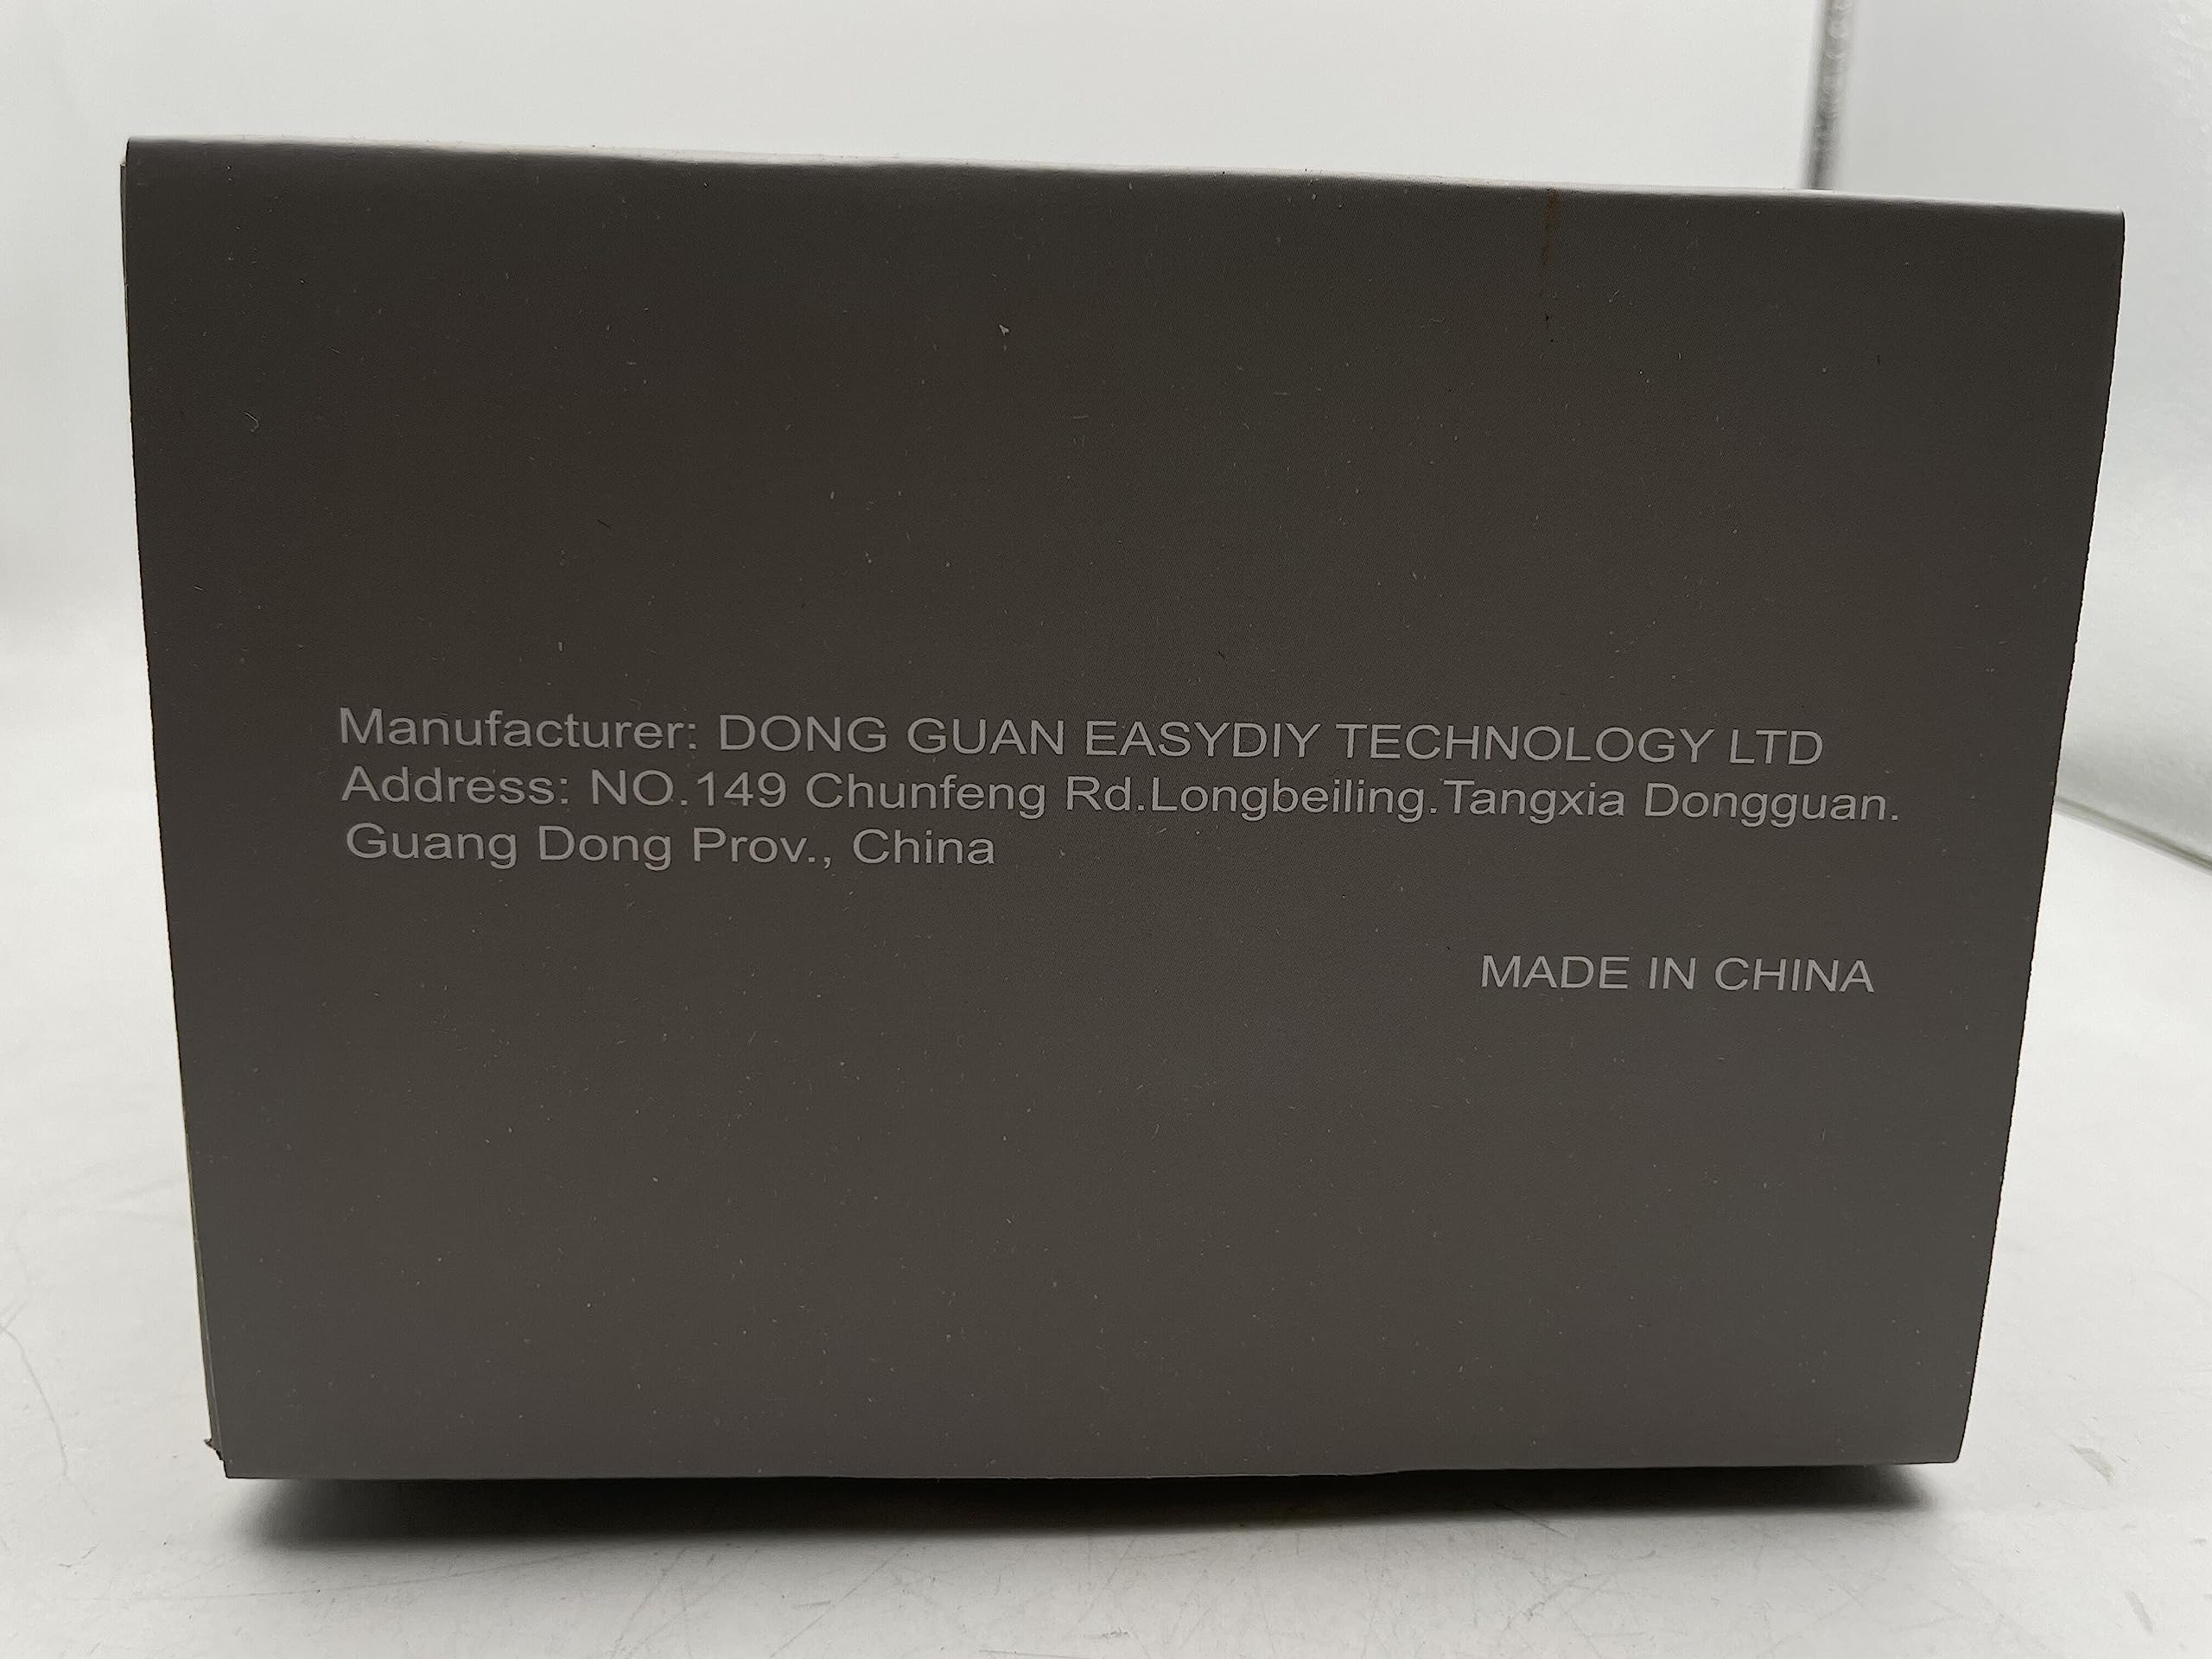 Manufacturer: DONG GUAN EASYDIY TECHNOLOGY LTD
Address: NO.149 Chunfeng Rd.Longbeiling.Tangxia Dongguan.
Guang Dong Prov., China
MADE IN CHINA